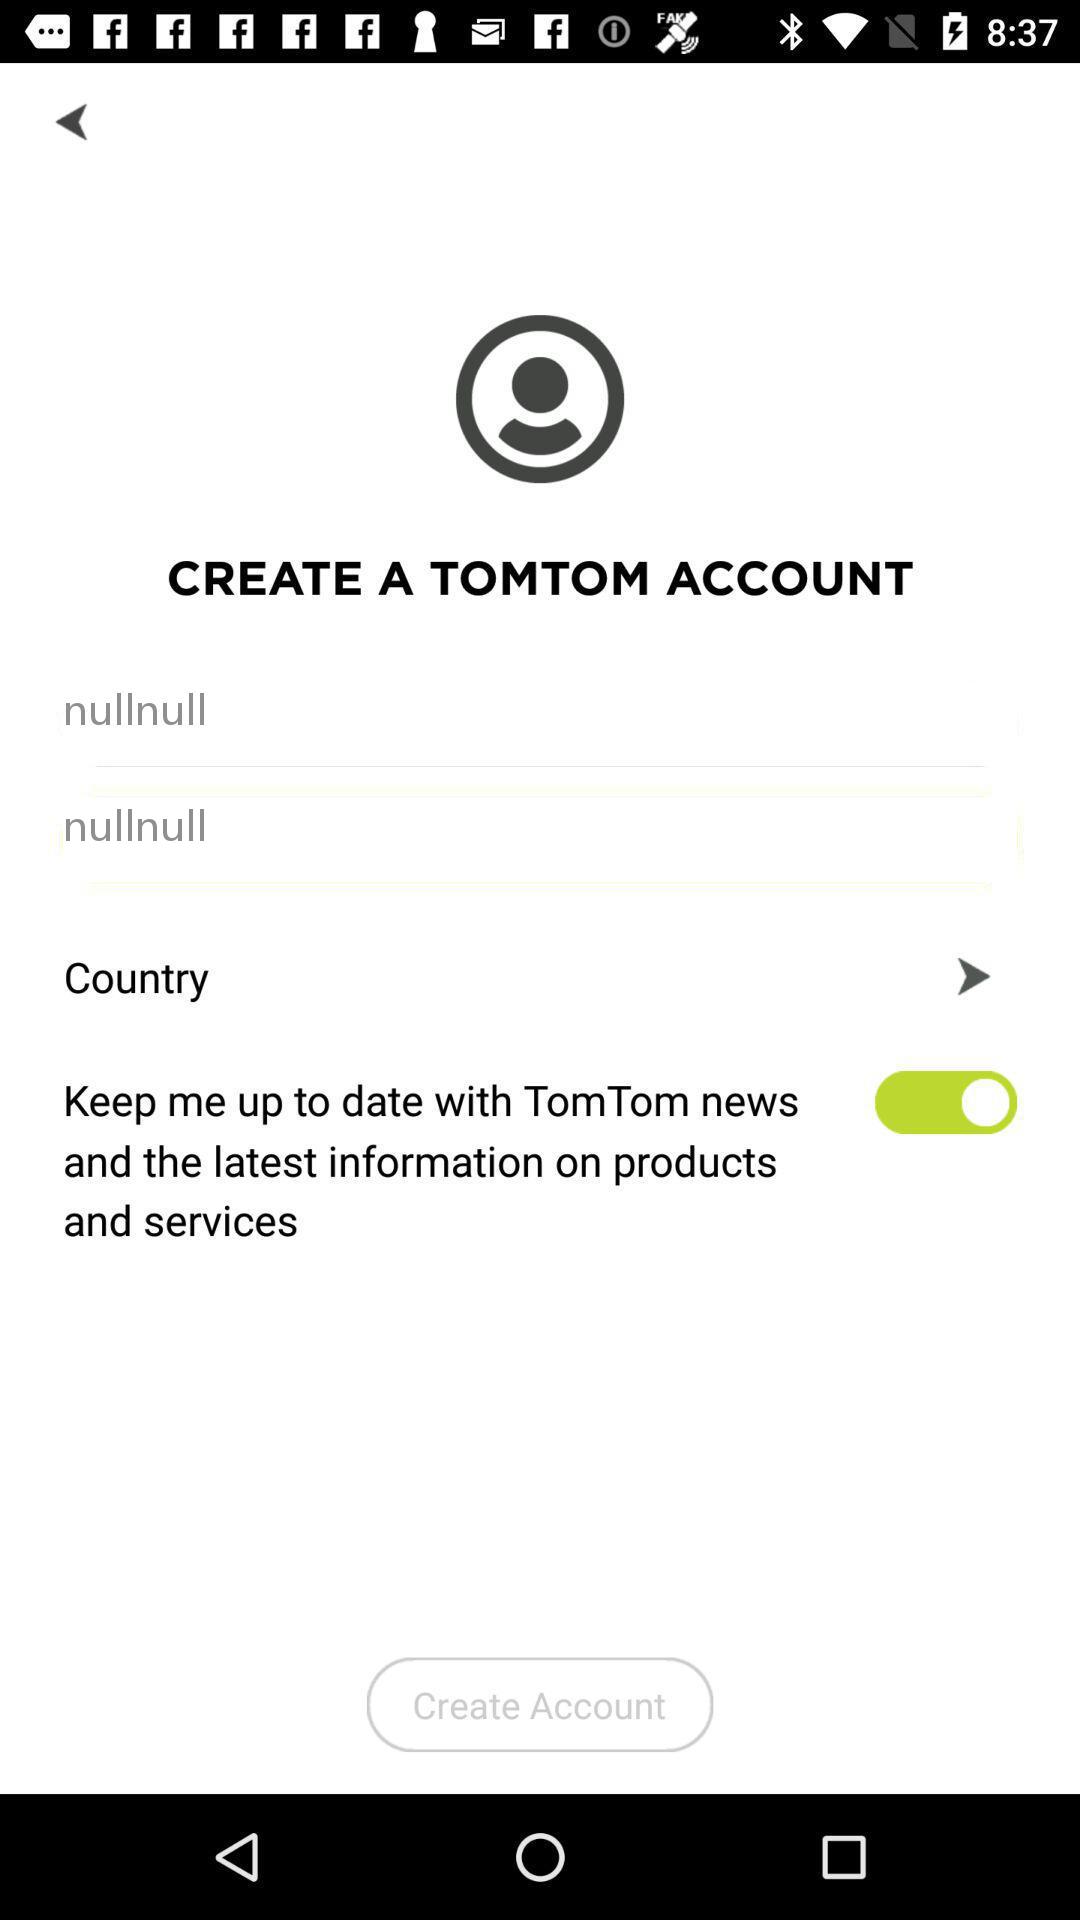 FAKE
8:37
CREATE A TOMTOM ACCOUNT
nullnull
nullnull
Country
Keep me up to date with TomTom news
and the latest information on products
and services
Create Account